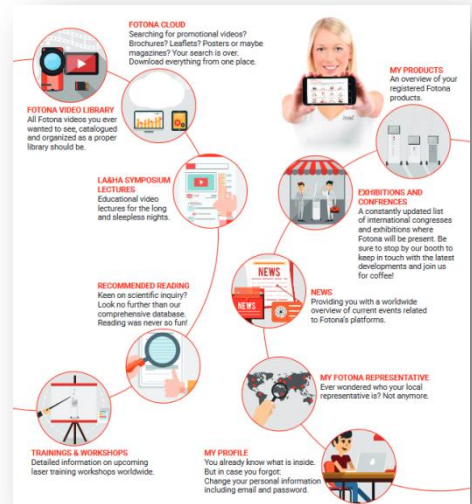 FOTONA CLOUD
Searching for promotional videos?
Brochures? Leaflets? Posters or maybe
magazines? Your search is over.
Download everything from one place.
MY PRODUCTS
An overview of your
registered Fotona
products.
FOTONA VIDEO LIBRARY
All Fotona videos you ever
wanted to see, catalogued
and organized as a proper
library should be.
LA&HA SYMPOSIUM
LECTURES
Educational video
lectures for the long
and sleepless nights.
EXHIBITIONS AND
CONFRENCES
A constantly updated list
of international congresses
and exhibitions where
Fotona will be present. Be
sure to stop by our booth to
keep in touch with the latest
developments and join us
for coffee!
RECOMMENDED READING
Keen on scientific inquiry?
Look no further than our
comprehensive database.
Reading was never so fun!
NEWS
NEWS
NEWS
Providing you with a worldwide
overview of current events related
to Fotona's platforms.
MY FOTONA REPRESENTATIVE
Ever wondered who your local
representative is? Not anymore.
TRAININGS & WORKSHOPS
Detailed information on upcoming
laser training workshops worldwide.
MY PROFILE
You already know what is inside.
But in case you forgot:
Change your personal information
including email and password.